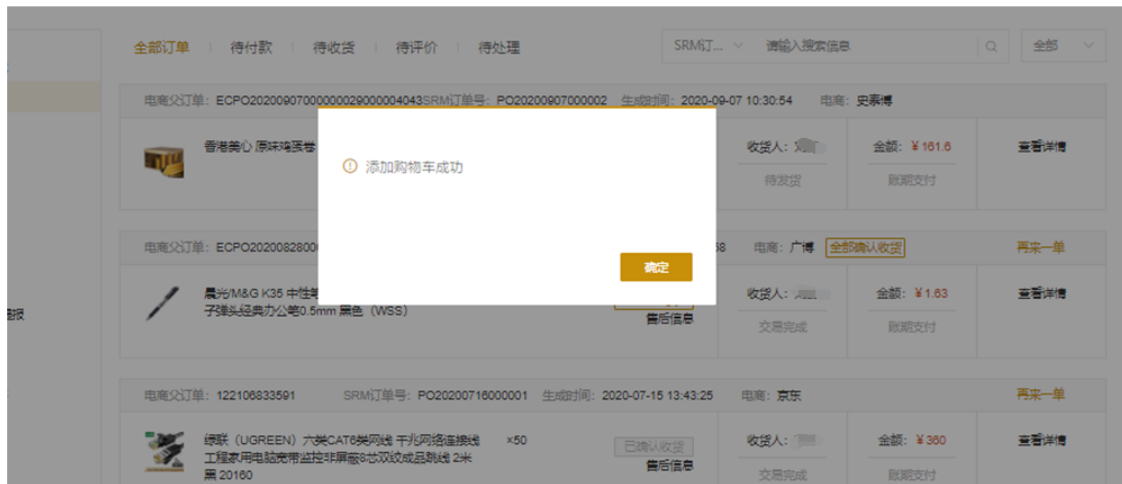 全部订单 待付款 待收货 待评价 待处理 SRM订... 请输入搜索信息 全部
电商父订单: ECPO20200907000000029000004043SRM订单号: PO20200907000002 生成时间: 2020-09-07 10:30:54 电商: 史泰博
香港美心 原味鸡蛋卷 收货人: 金额: ¥161.6 查看详情
待发货 账期支付
添加购物车成功
确定
电商父订单: ECPO2020082800 58 电商: 广博 全部确认收货 再来一单
晨光/M&G K35 中性笔 收货人: 金额: ¥1.63 查看详情
子弹头经典办公笔0.5mm 黑色 (WSS)
售后信息 交易完成 账期支付
电商父订单: 122106833591 SRM订单号: PO20200716000001 生成时间: 2020-07-15 13:43:25 电商: 京东 再来一单
绿联 (UGREEN) 六类CAT6类网线 千兆网络连接线 ×50 已确认收货 收货人: 金额: ¥360 查看详情
工程家用电脑宽带监控非屏蔽8芯双绞成品跳线 2米
黑 20160
售后信息 交易完成 账期支付